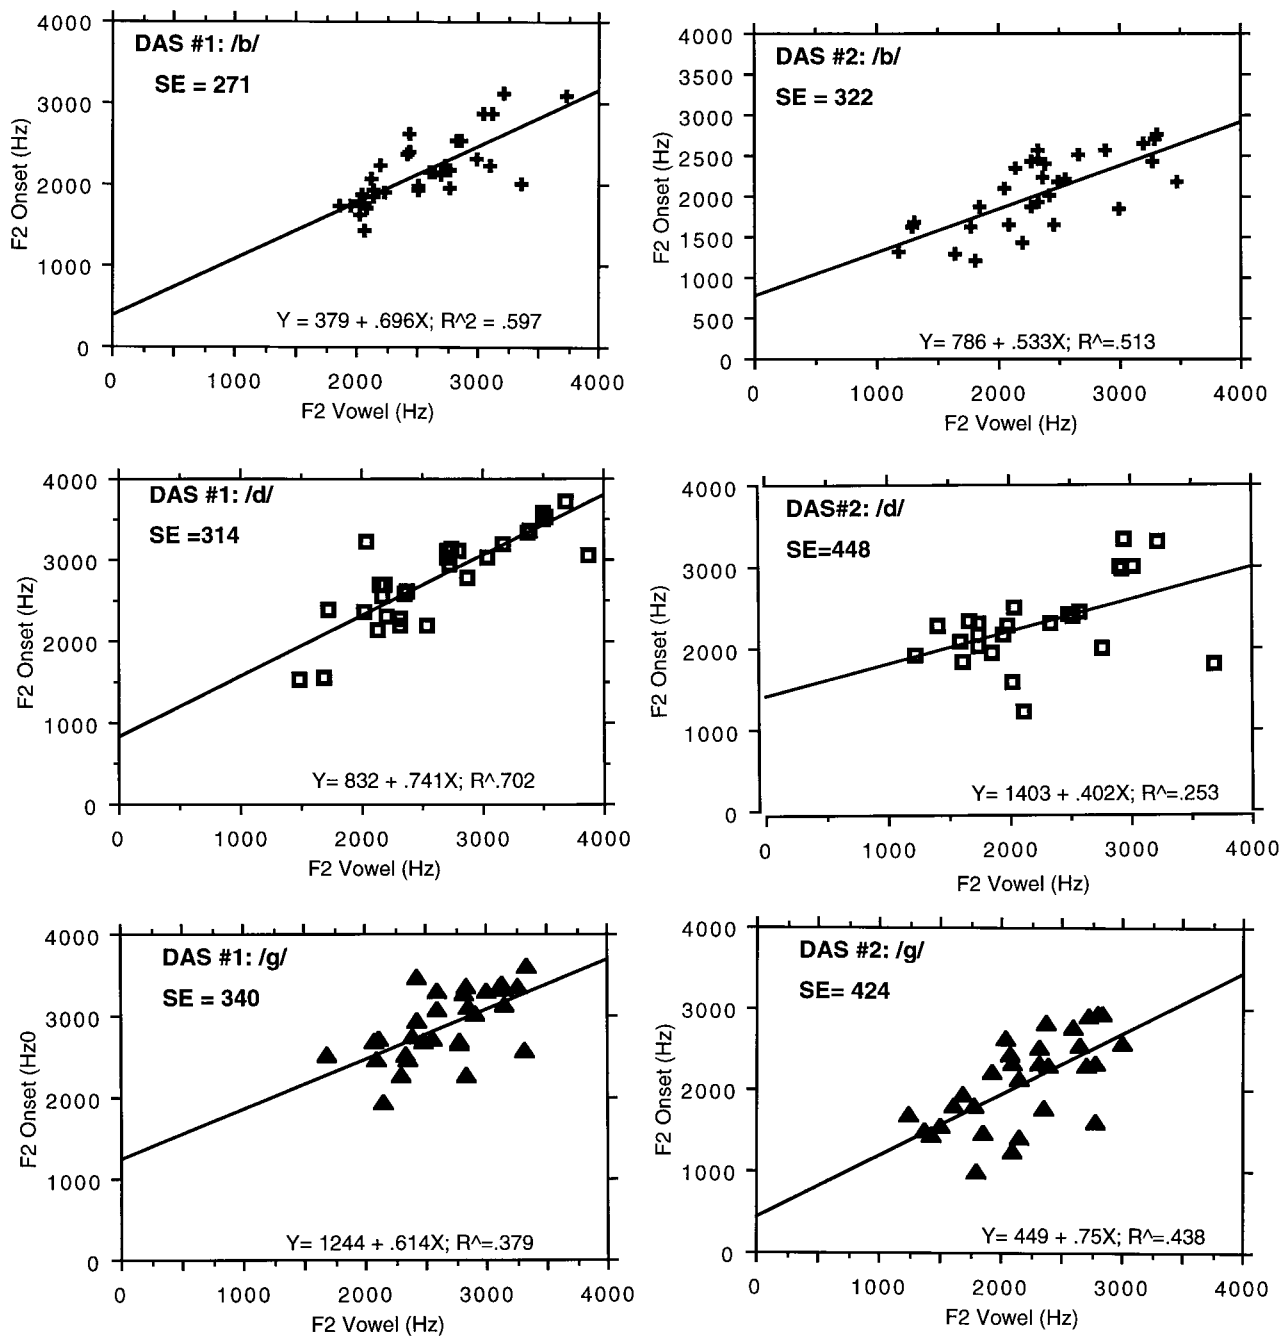 DAS #1: /b/
SE = 271
F2 Onset (Hz)
4000
3000
2000
1000
0
Y = 379 + .696X; R^2 = .597
0 1000 2000 3000 4000
F2 Vowel (Hz)
DAS #2: /b/
SE = 322
F2 Onset (Hz)
4000
3500
3000
2500
2000
1500
1000
500
0
Y= 786 + .533X; R^=.513
0 1000 2000 3000 4000
F2 Vowel (Hz)
DAS #1: /d/
SE =314
F2 Onset (Hz)
4000
3000
2000
1000
0
Y= 832 + .741X; R^.702
0 1000 2000 3000 4000
F2 Vowel (Hz)
DAS#2: /d/
SE=448
F2 Onset (Hz)
4000
3000
2000
1000
0
Y= 1403 + .402X; R^=.253
0 1000 2000 3000 4000
F2 Vowel (Hz)
DAS #1: /g/
SE = 340
F2 Onset (Hz0
4000
3000
2000
1000
0
Y= 1244 + .614X; R^=.379
0 1000 2000 3000 4000
F2 Vowel (Hz)
DAS #2: /g/
SE= 424
F2 Onset (Hz)
4000
3000
2000
1000
0
Y= 449 + .75X; R^=.438
0 1000 2000 3000 4000
F2 Vowel (Hz)